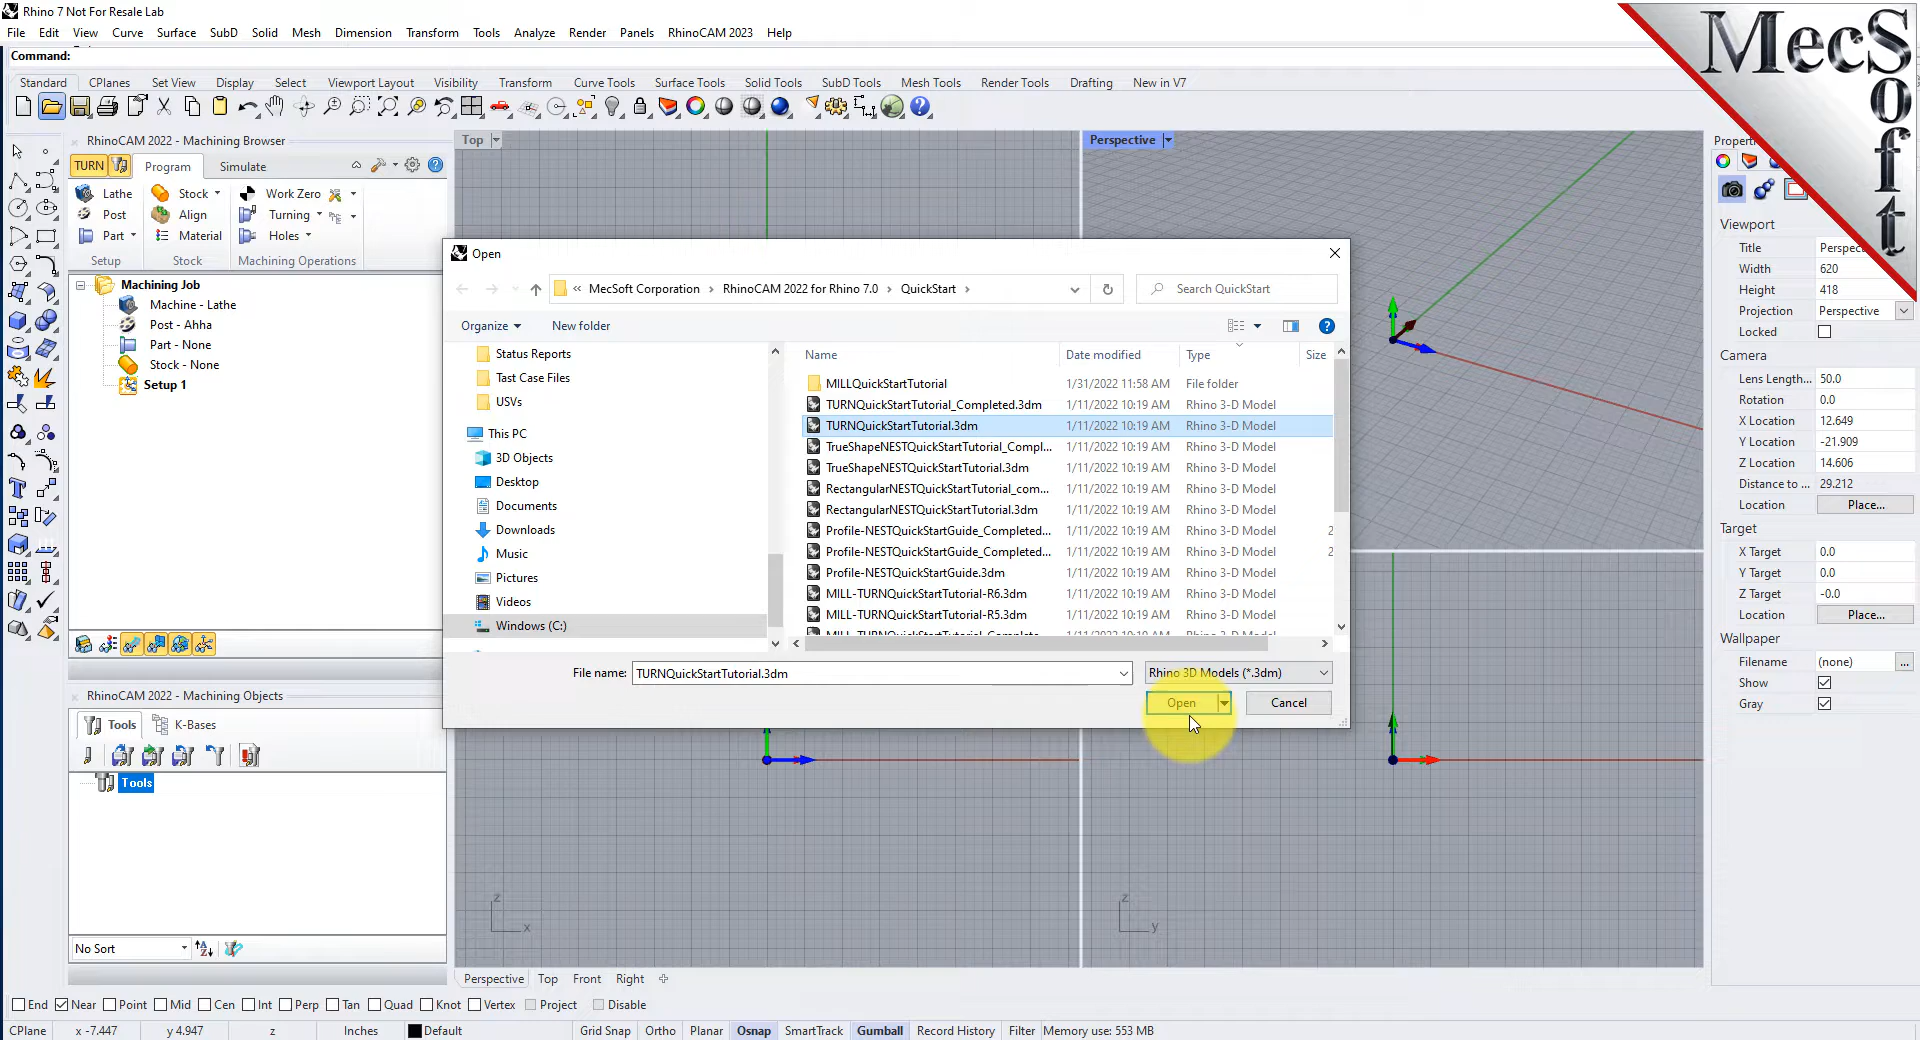 Rhino 7 Not For Resale Lab
File Edit View Curve Surface SubD Solid Mesh Dimension Transform Tools Analyze Render Panels RhinoCAM 2023 Help
Command:
Standard CPlanes Set View Display Select Viewport Layout Visibility Transform Curve Tools Surface Tools Solid Tools SubD Tools Mesh Tools Render Tools Drafting New in V7
MecSoft
RhinoCAM 2022 - Machining Browser
TURN Program Simulate
Lathe Stock Work Zero
Post Align Turning
Part Material Holes
Setup Stock Machining Operations
Machining Job
Machine - Lathe
Post - Ahha
Part - None
Stock - None
Setup 1
RhinoCAM 2022 - Machining Objects
Tools K-Bases
Tools
No Sort
Top
Perspective
Open
« MecSoft Corporation › RhinoCAM 2022 for Rhino 7.0 › QuickStart ›
Search QuickStart
Organize New folder
Status Reports
Tast Case Files
USVs
This PC
3D Objects
Desktop
Documents
Downloads
Music
Pictures
Videos
Windows (C:)
Name Date modified Type Size
MILLQuickStartTutorial 1/31/2022 11:58 AM File folder
TURNQuickStartTutorial_Completed.3dm 1/11/2022 10:19 AM Rhino 3-D Model
TURNQuickStartTutorial.3dm 1/11/2022 10:19 AM Rhino 3-D Model
TrueShapeNESTQuickStartTutorial_Compl... 1/11/2022 10:19 AM Rhino 3-D Model
TrueShapeNESTQuickStartTutorial.3dm 1/11/2022 10:19 AM Rhino 3-D Model
RectangularNESTQuickStartTutorial_com... 1/11/2022 10:19 AM Rhino 3-D Model
RectangularNESTQuickStartTutorial.3dm 1/11/2022 10:19 AM Rhino 3-D Model
Profile-NESTQuickStartGuide_Completed... 1/11/2022 10:19 AM Rhino 3-D Model 2
Profile-NESTQuickStartGuide_Completed... 1/11/2022 10:19 AM Rhino 3-D Model 2
Profile-NESTQuickStartGuide.3dm 1/11/2022 10:19 AM Rhino 3-D Model
MILL-TURNQuickStartTutorial-R6.3dm 1/11/2022 10:19 AM Rhino 3-D Model
MILL-TURNQuickStartTutorial-R5.3dm 1/11/2022 10:19 AM Rhino 3-D Model
File name: TURNQuickStartTutorial.3dm Rhino 3D Models (*.3dm)
Open Cancel
z
x
z
y
Viewport
Title
Width 620
Height 418
Projection Perspective
Locked
Camera
Lens Length... 50.0
Rotation 0.0
X Location 12.649
Y Location -21.909
Z Location 14.606
Distance to ... 29.212
Location Place...
Target
X Target 0.0
Y Target 0.0
Z Target -0.0
Location Place...
Wallpaper
Filename (none) ...
Show
Gray
Perspective Top Front Right
End Near Point Mid Cen Int Perp Tan Quad Knot Vertex Project Disable
CPlane x -7.447 y 4.947 z Inches Default Grid Snap Ortho Planar Osnap SmartTrack Gumball Record History Filter Memory use: 553 MB